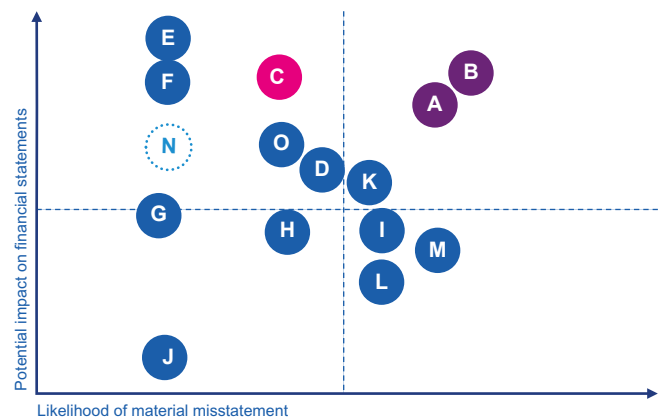 Potential impact on financial statements
E
B
C
F
A
O
N
D
K
G
I
H
M
L
J
Likelihood of material misstatement